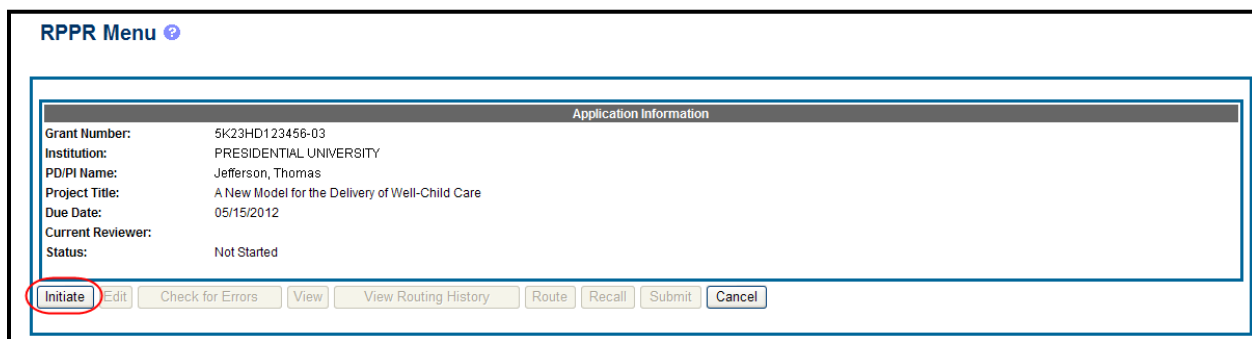 RPPR Menu ?
Application Information
Grant Number: 5K23HD123456-03
Institution: PRESIDENTIAL UNIVERSITY
PD/PI Name: Jefferson, Thomas
Project Title: A New Model for the Delivery of Well-Child Care
Due Date: 05/15/2012
Current Reviewer:
Status: Not Started
Initiate Edit Check for Errors View View Routing History Route Recall Submit Cancel